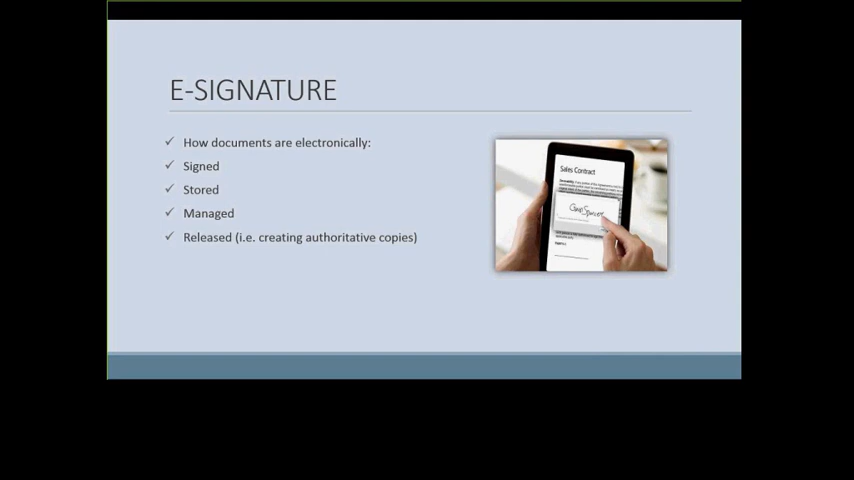 E-SIGNATURE
How documents are electronically:
Signed
Stored
Managed
Released (i.e. creating authoritative copies)
Sales Contract